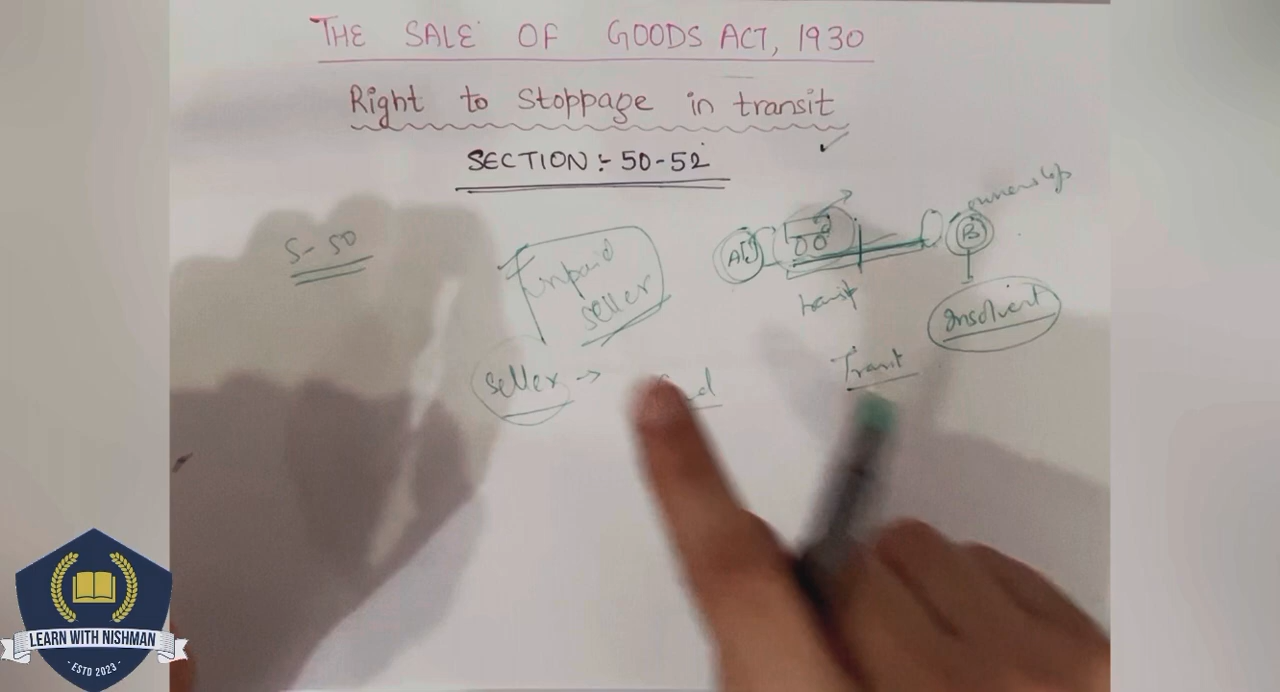 THE SALE OF GOODS ACT, 1930
Right to Stoppage in transit
SECTION :- 50-52
S-50
unpaid
seller
seller →
A
B
ownership
transit
Insolvent
Transit
LEARN WITH NISHMAN
- ESTD 2023 -